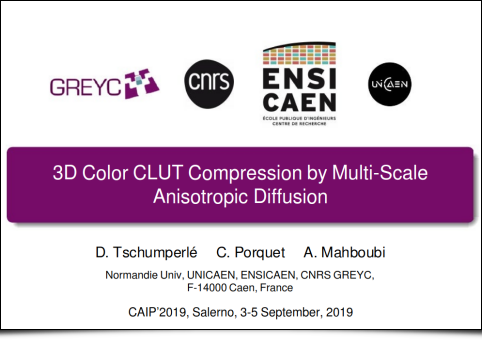 GREYC
cnrs
ENSI
CAEN
ÉCOLE PUBLIQUE D'INGÉNIEURS
CENTRE DE RECHERCHE
UNICAEN
3D Color CLUT Compression by Multi-Scale
Anisotropic Diffusion
D. Tschumperlé C. Porquet A. Mahboubi
Normandie Univ, UNICAEN, ENSICAEN, CNRS GREYC,
F-14000 Caen, France
CAIP'2019, Salerno, 3-5 September, 2019